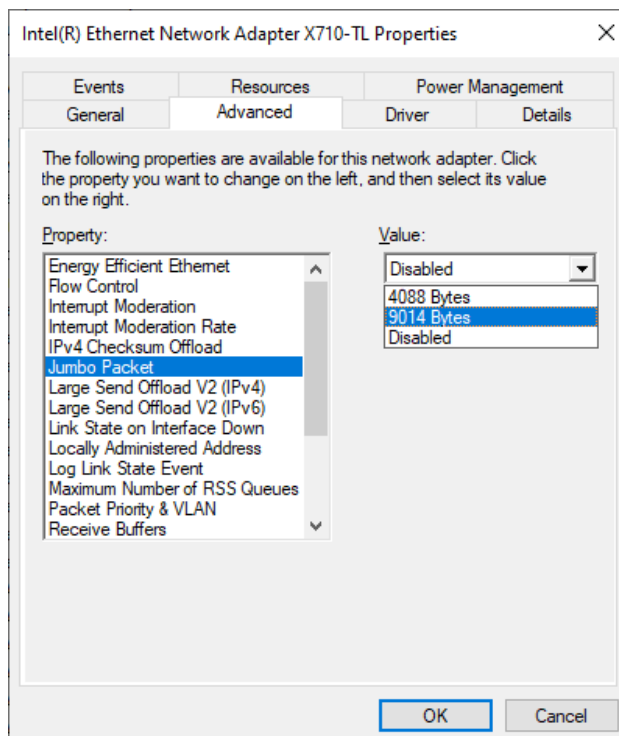 Intel(R) Ethernet Network Adapter X710-TL Properties
Events Resources Power Management
General Advanced Driver Details
The following properties are available for this network adapter. Click
the property you want to change on the left, and then select its value
on the right.
Property:
Energy Efficient Ethernet
Flow Control
Interrupt Moderation
Interrupt Moderation Rate
IPv4 Checksum Offload
Jumbo Packet
Large Send Offload V2 (IPv4)
Large Send Offload V2 (IPv6)
Link State on Interface Down
Locally Administered Address
Log Link State Event
Maximum Number of RSS Queues
Packet Priority & VLAN
Receive Buffers
Value:
Disabled
4088 Bytes
9014 Bytes
Disabled
OK Cancel